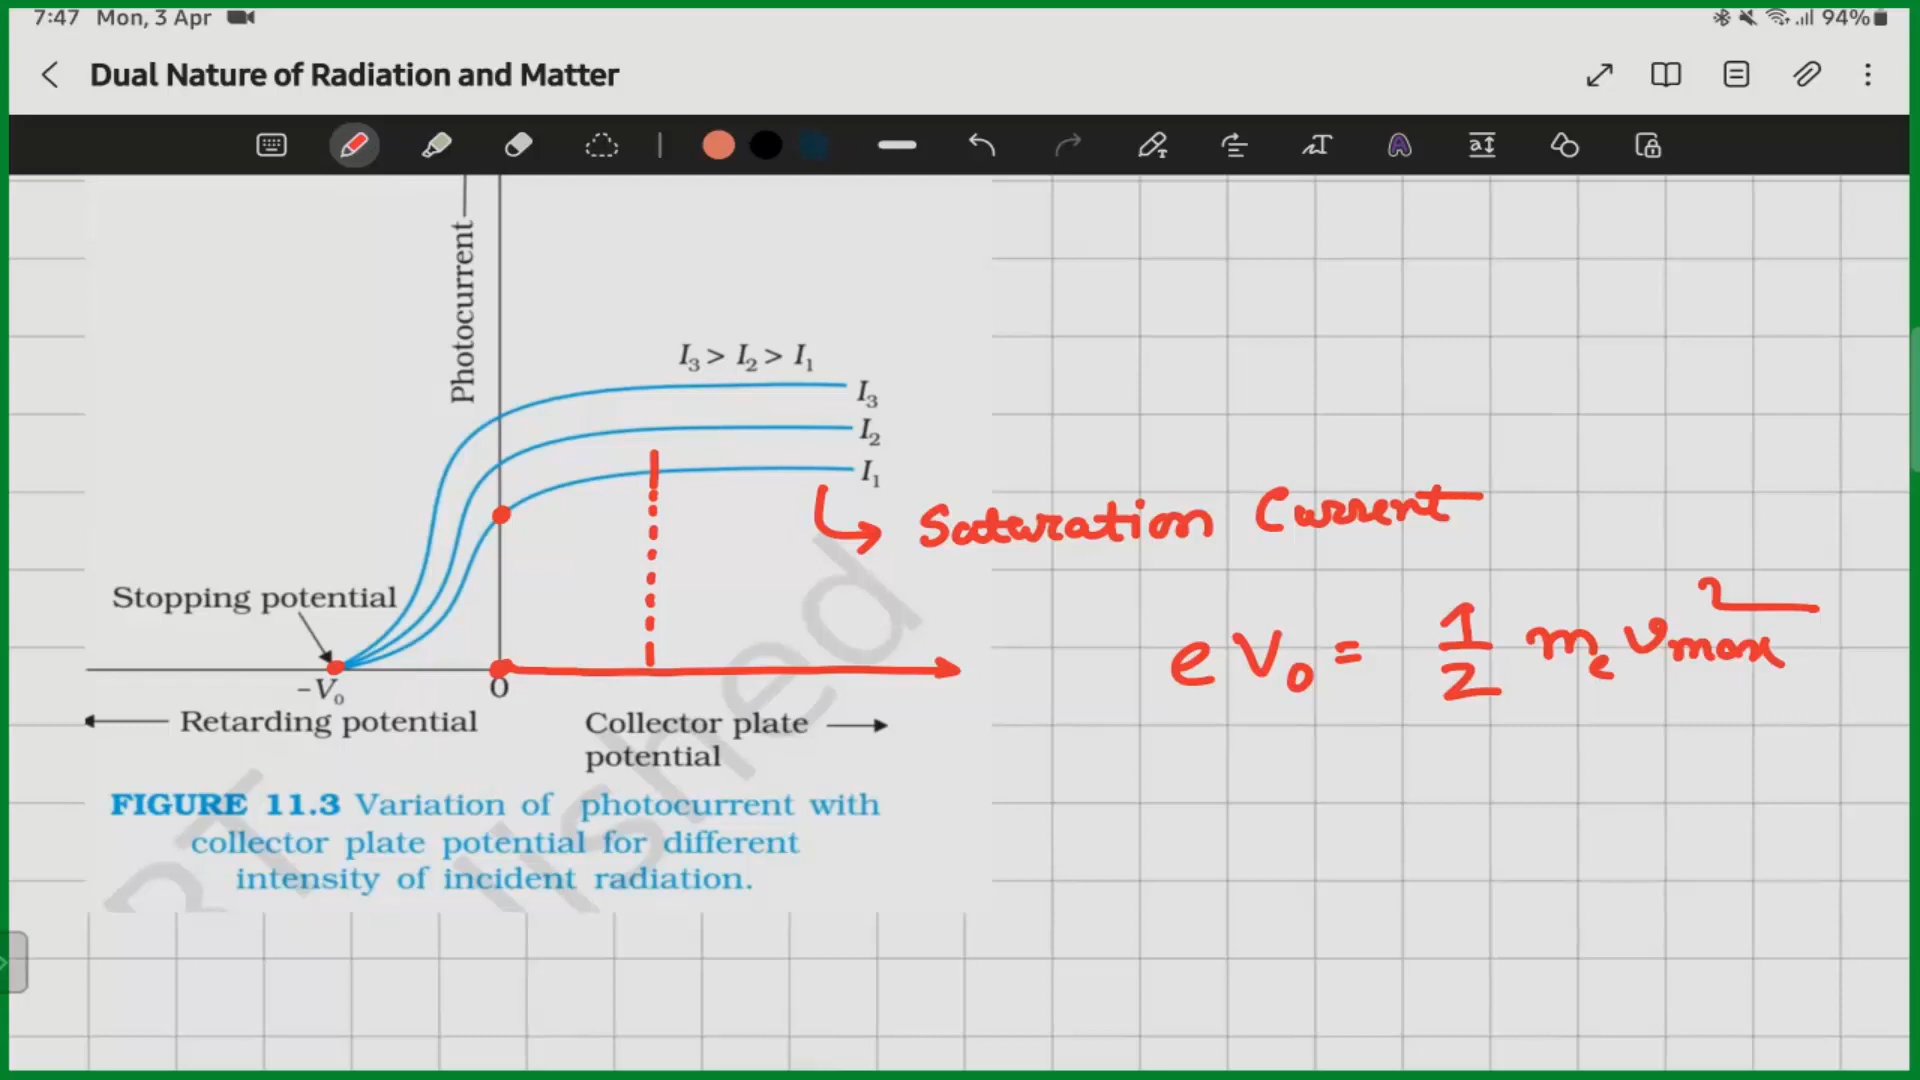 7:47 Mon, 3 Apr 94%
Dual Nature of Radiation and Matter
Photocurrent
I₃ > I₂ > I₁
I₃
I₂
I₁
Saturation Current
Stopping potential
e V₀ = 1/2 mₑ v²max
−V₀ 0
Retarding potential
Collector plate
potential
FIGURE 11.3 Variation of photocurrent with
collector plate potential for different
intensity of incident radiation.